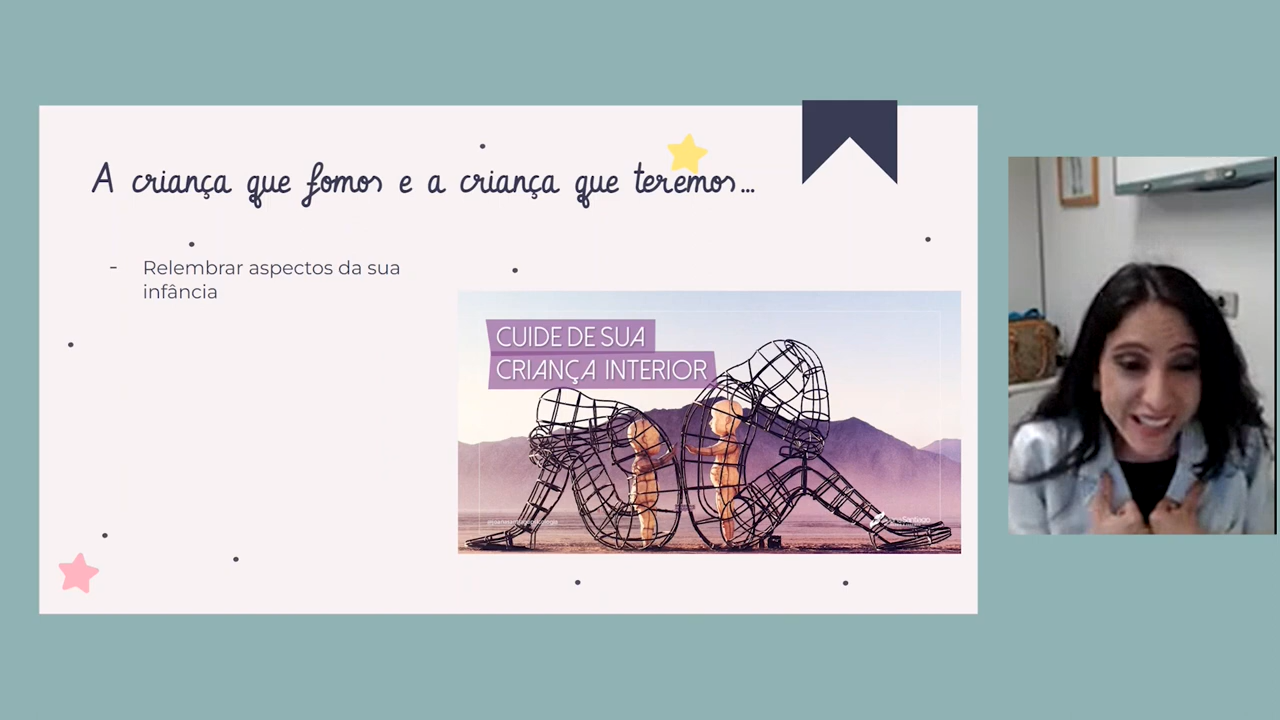 A criança que fomos e a criança que teremos...
- Relembrar aspectos da sua
infância
CUIDE DE SUA
CRIANÇA INTERIOR